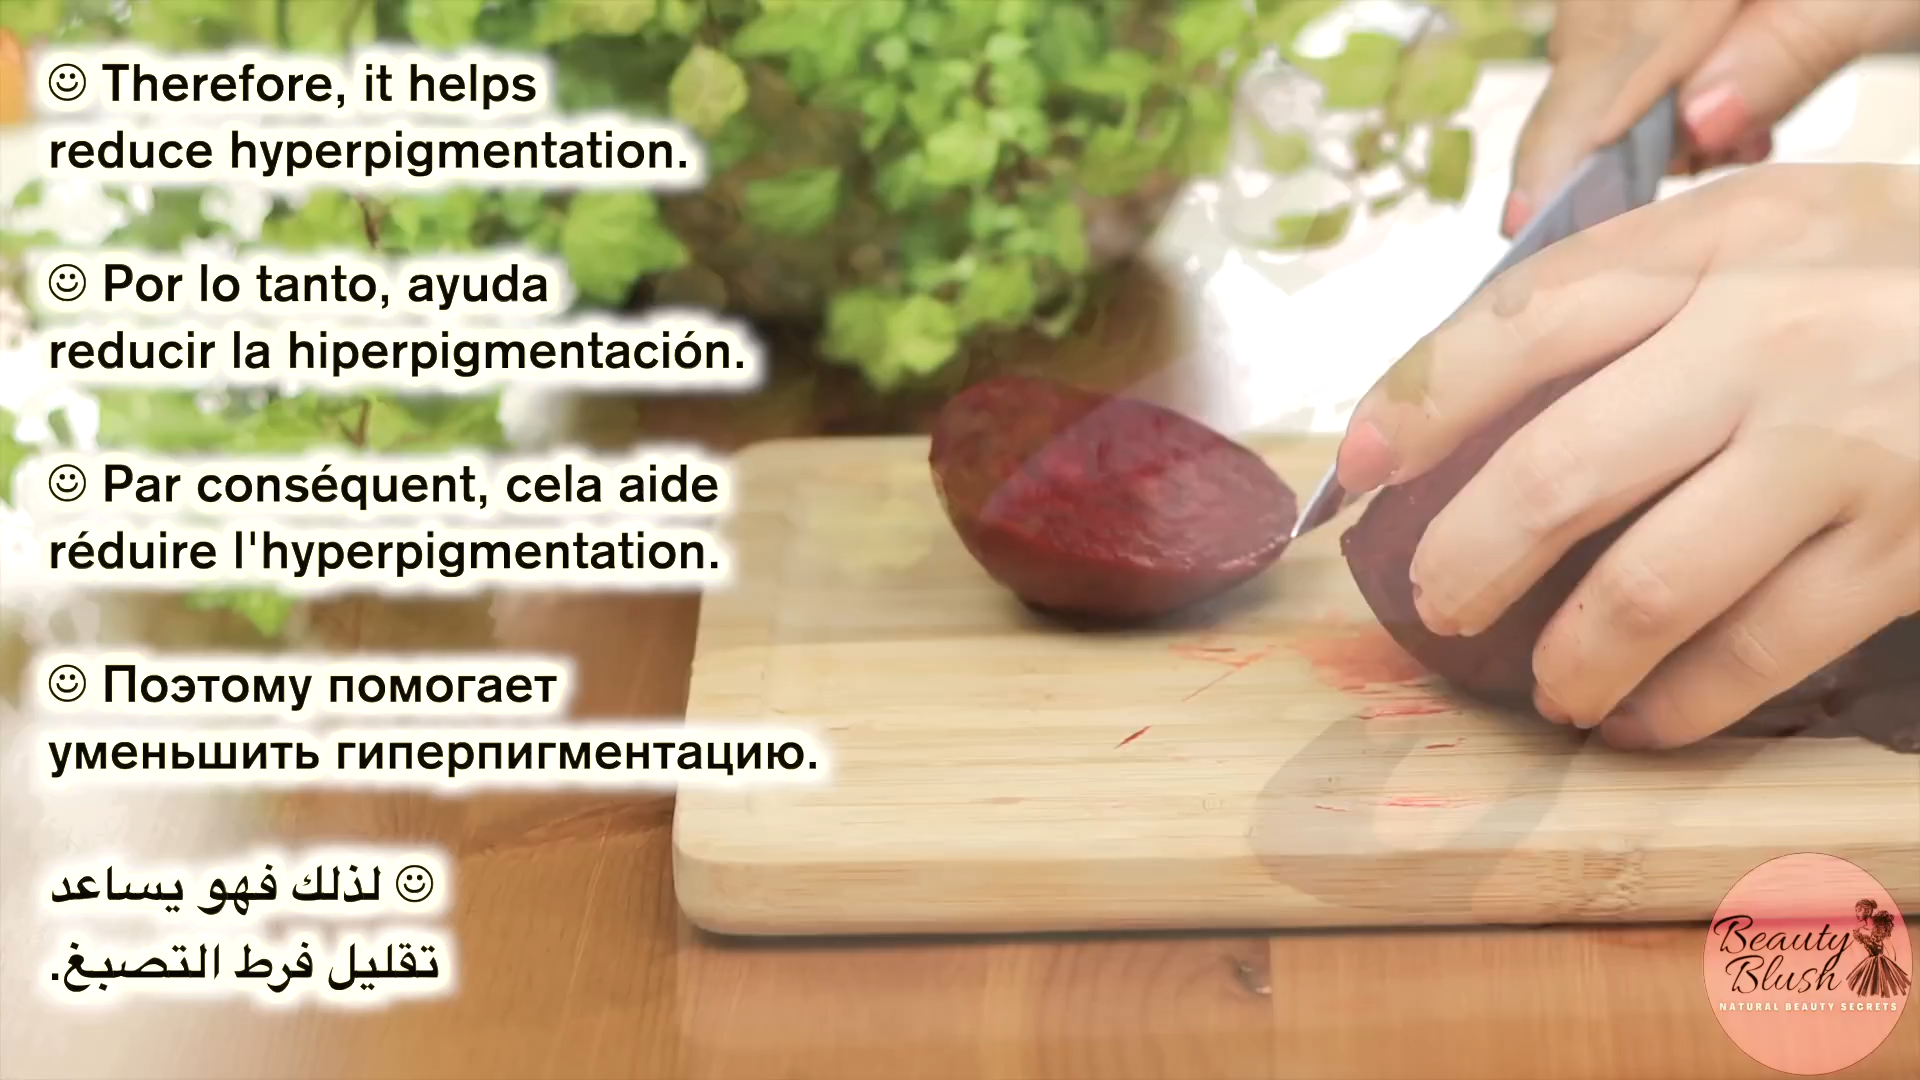 ☺ Therefore, it helps
reduce hyperpigmentation.
☺ Por lo tanto, ayuda
reducir la hiperpigmentación.
☺ Par conséquent, cela aide
réduire l'hyperpigmentation.
☺ Поэтому помогает
уменьшить гиперпигментацию.
☺ لذلك فهو يساعد
تقليل فرط التصبغ.
Beauty
Blush
NATURAL BEAUTY SECRETS